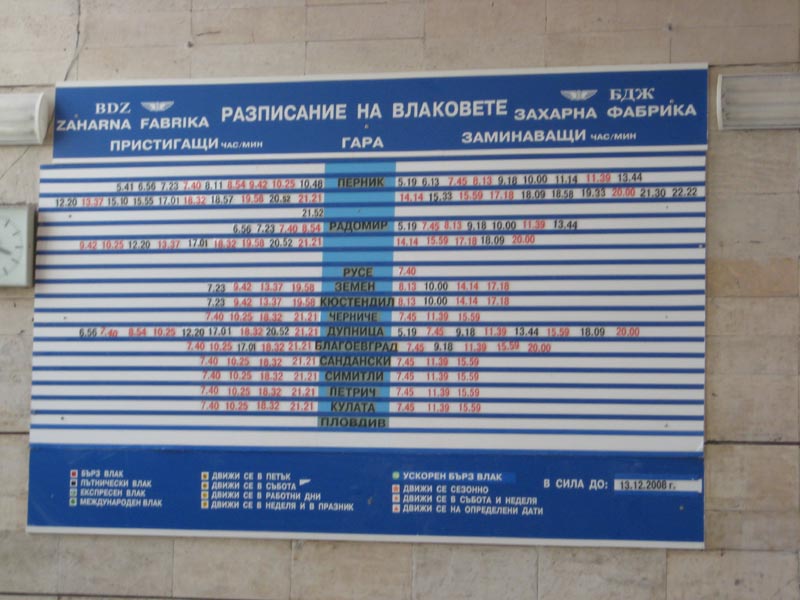 BDZ
ZAHARNA FABRIKA
РАЗПИСАНИЕ НА ВЛАКОВЕТЕ
БДЖ
ЗАХАРНА ФАБРИКА
ПРИСТИГАЩИ ЧАС/МИН ГАРА ЗАМИНАВАЩИ ЧАС/МИН
5.41 6.56 7.23 7.40 8.11 8.54 9.42 10.25 10.48 ПЕРНИК 5.19 6.13 7.45 8.13 9.18 10.00 11.14 11.39 13.44
12.20 13.37 15.10 15.55 17.01 18.32 18.57 19.58 20.52 21.21 14.14 15.33 15.59 17.18 18.09 18.58 19.33 20.00 21.30 22.22
21.52
6.56 7.23 7.40 8.54 РАДОМИР 5.19 7.45 8.13 9.18 10.00 11.39 13.44
9.42 10.25 12.20 13.37 17.01 18.32 19.58 20.52 21.21 14.14 15.59 17.18 18.09 20.00
РУСЕ 7.40
7.23 9.42 13.37 19.58 ЗЕМЕН 8.13 10.00 14.14 17.18
7.23 9.42 13.37 19.58 КЮСТЕНДИЛ 8.13 10.00 14.14 17.18
7.40 10.25 18.32 21.21 ЧЕРНИЧЕ 7.45 11.39 15.59
6.56 7.40 8.54 10.25 12.20 17.01 18.32 20.52 21.21 ДУПНИЦА 5.19 7.45 9.18 11.39 13.44 15.59 18.09 20.00
7.40 10.25 17.01 18.32 21.21 БЛАГОЕВГРАД 7.45 9.18 11.39 15.59 20.00
7.40 10.25 18.32 21.21 САНДАНСКИ 7.45 11.39 15.59
7.40 10.25 18.32 21.21 СИМИТЛИ 7.45 11.39 15.59
7.40 10.25 18.32 21.21 ПЕТРИЧ 7.45 11.39 15.59
7.40 10.25 18.32 21.21 КУЛАТА 7.45 11.39 15.59
ПЛОВДИВ
БЪРЗ ВЛАК
ПЪТНИЧЕСКИ ВЛАК
ЕКСПРЕСЕН ВЛАК
МЕЖДУНАРОДЕН ВЛАК
ДВИЖИ СЕ В ПЕТЪК
ДВИЖИ СЕ В СЪБОТА
ДВИЖИ СЕ В РАБОТНИ ДНИ
ДВИЖИ СЕ В НЕДЕЛЯ И В ПРАЗНИК
УСКОРЕН БЪРЗ ВЛАК
ДВИЖИ СЕ СЕЗОННО
ДВИЖИ СЕ В СЪБОТА И НЕДЕЛЯ
ДВИЖИ СЕ НА ОПРЕДЕЛЕНИ ДАТИ
В СИЛА ДО: 13.12.2008 г.